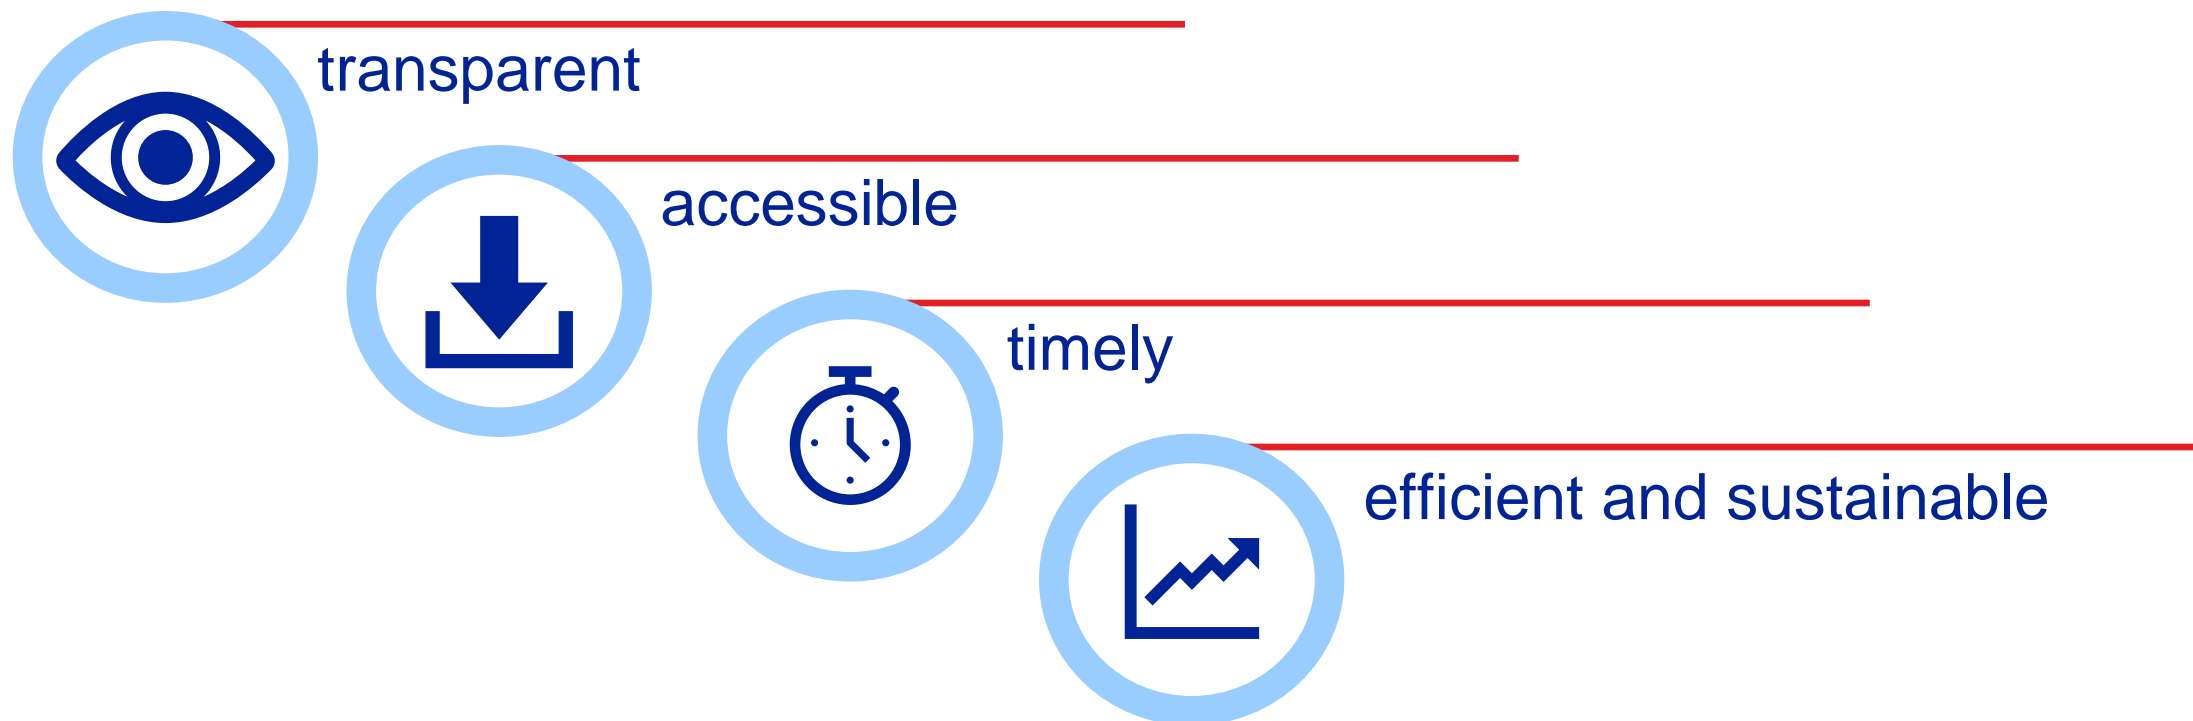 transparent
accessible
timely
efficient and sustainable